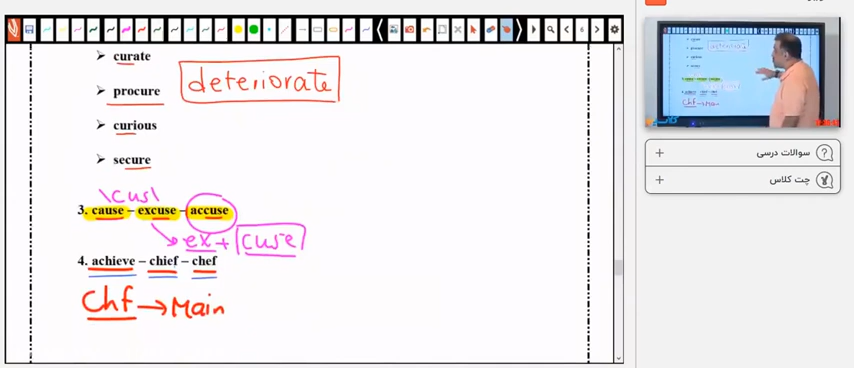 6
➢ curate
deteriorate
➢ procure
➢ curious
➢ secure
\cus\
3. cause – excuse – accuse
ex + cuse
4. achieve – chief – chef
Chf → Main
سوالات درسی
چت کلاس